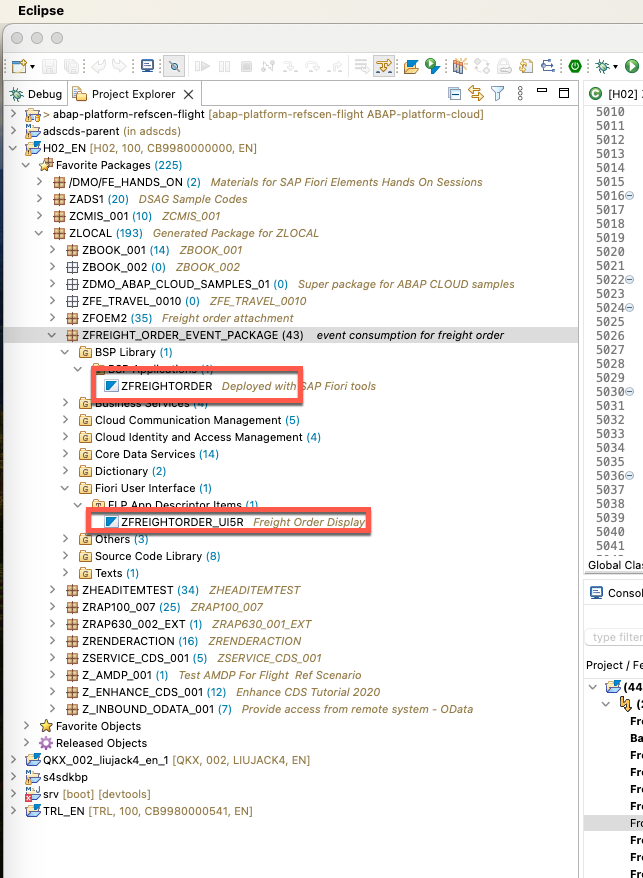 Eclipse
Debug
Project Explorer
> abap-platform-refscen-flight [abap-platform-refscen-flight ABAP-platform-cloud]
adscds-parent (in adscds)
H02_EN [H02, 100, CB9980000000, EN]
Favorite Packages (225)
/DMO/FE_HANDS_ON (2) Materials for SAP Fiori Elements Hands On Sessions
ZADS1 (20) DSAG Sample Codes
ZCMIS_001 (10) ZCMIS_001
ZLOCAL (193) Generated Package for ZLOCAL
ZBOOK_001 (14) ZBOOK_001
ZBOOK_002 (0) ZBOOK_002
ZDMO_ABAP_CLOUD_SAMPLES_01 (0) Super package for ABAP CLOUD samples
ZFE_TRAVEL_0010 (0) ZFE_TRAVEL_0010
ZFOEM2 (35) Freight order attachment
ZFREIGHT_ORDER_EVENT_PACKAGE (43) event consumption for freight order
BSP Library (1)
BSP Applications (1)
ZFREIGHTORDER Deployed with SAP Fiori tools
Business Services (4)
Cloud Communication Management (5)
Cloud Identity and Access Management (4)
Core Data Services (14)
Dictionary (2)
Fiori User Interface (1)
FLP App Descriptor Items (1)
ZFREIGHTORDER_UI5R Freight Order Display
Others (3)
Source Code Library (8)
Texts (1)
ZHEADITEMTEST (34) ZHEADITEMTEST
ZRAP100_007 (25) ZRAP100_007
ZRAP630_002_EXT (1) ZRAP630_001_EXT
ZRENDERACTION (16) ZRENDERACTION
ZSERVICE_CDS_001 (5) ZSERVICE_CDS_001
Z_AMDP_001 (1) Test AMDP For Flight Ref Scenario
Z_ENHANCE_CDS_001 (12) Enhance CDS Tutorial 2020
Z_INBOUND_ODATA_001 (7) Provide access from remote system - OData
Favorite Objects
Released Objects
QKX_002_liujack4_en_1 [QKX, 002, LIUJACK4, EN]
s4sdkbp
srv [boot] [devtools]
TRL_EN [TRL, 100, CB9980000541, EN]
[H02]
5010
5011
5012
5013
5014
5015
5016
5019
5020
5021
5022
5023
5024
5025
5026
5027
5028
5029
5030
5031
5032
5033
5034
5035
5036
5037
5038
5039
5040
5041
Global Clas
Consol
type filter
Project / Fe
(44
(2
Fr
Ba
Fr
Fr
Fr
Fr
Fr
Fr
Fr
Fr